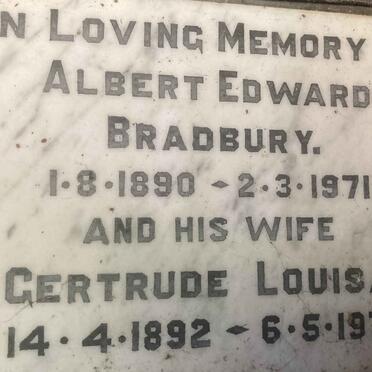 N LOVING MEMORY
ALBERT EDWARD
BRADBURY.
1·8·1890 - 2·3·1971
AND HIS WIFE
GERTRUDE LOUIS
14·4·1892 - 6·5·19